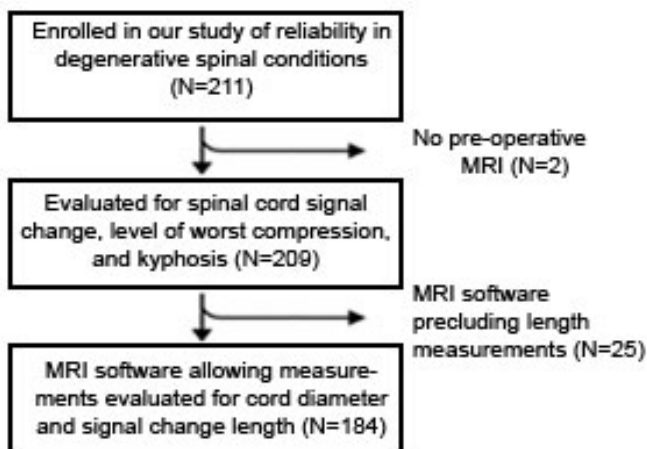 Enrolled in our study of reliability in
degenerative spinal conditions
(N=211)
No pre-operative
MRI (N=2)
Evaluated for spinal cord signal
change, level of worst compression,
and kyphosis (N=209)
MRI software
precluding length
measurements (N=25)
MRI software allowing measure-
ments evaluated for cord diameter
and signal change length (N=184)